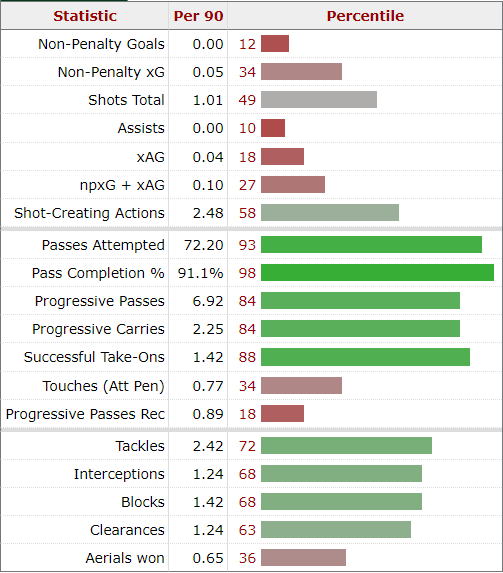 Statistic Per 90 Percentile
Non-Penalty Goals 0.00 12
Non-Penalty xG 0.05 34
Shots Total 1.01 49
Assists 0.00 10
xAG 0.04 18
npxG + xAG 0.10 27
Shot-Creating Actions 2.48 58
Passes Attempted 72.20 93
Pass Completion % 91.1% 98
Progressive Passes 6.92 84
Progressive Carries 2.25 84
Successful Take-Ons 1.42 88
Touches (Att Pen) 0.77 34
Progressive Passes Rec 0.89 18
Tackles 2.42 72
Interceptions 1.24 68
Blocks 1.42 68
Clearances 1.24 63
Aerials won 0.65 36